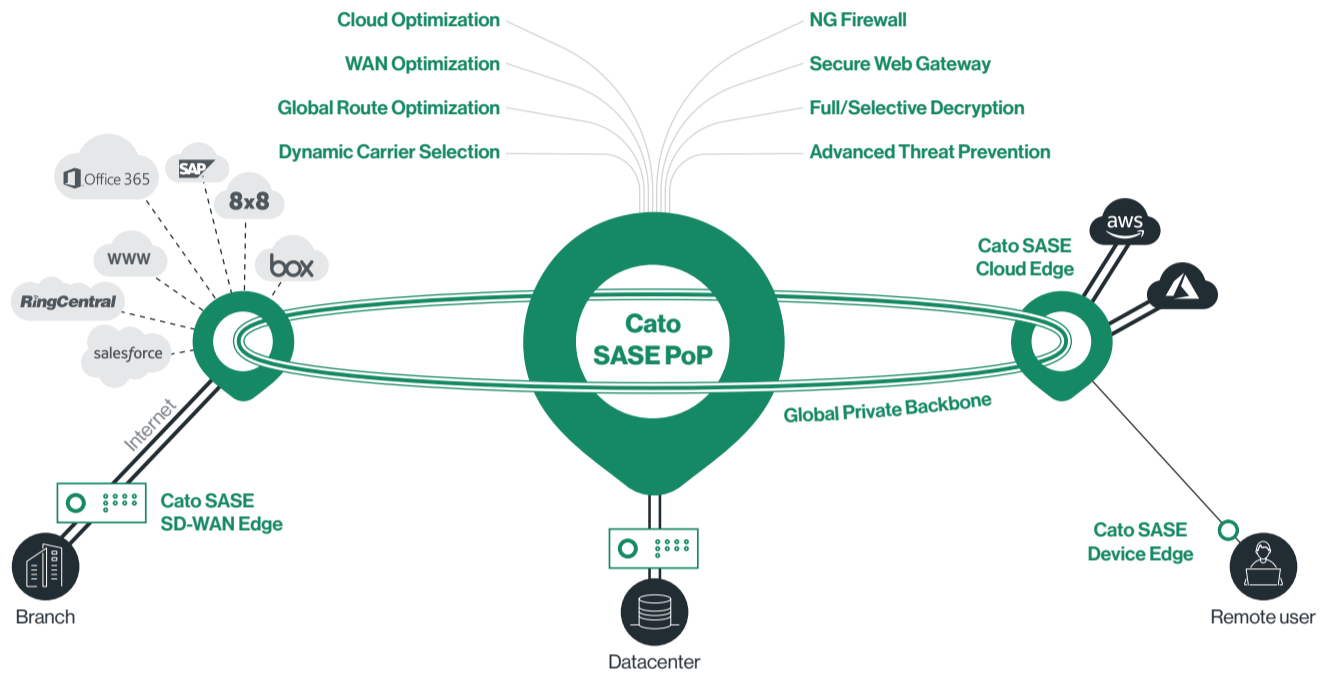 Cloud Optimization
WAN Optimization
Global Route Optimization
Dynamic Carrier Selection
NG Firewall
Secure Web Gateway
Full/Selective Decryption
Advanced Threat Prevention
Office 365
SAP
8x8
www
box
RingCentral
salesforce
Cato
SASE PoP
Cato SASE
Cloud Edge
aws
Global Private Backbone
Internet
Cato SASE
SD-WAN Edge
Cato SASE
Device Edge
Branch
Datacenter
Remote user